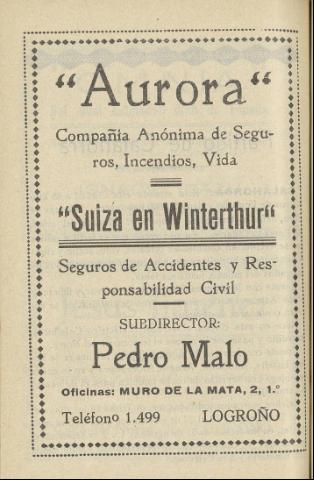 “Aurora“
Compañía Anónima de Segu-
ros, Incendios, Vida
“Suiza en Winterthur“
Seguros de Accidentes y Res-
ponsabilidad Civil
SUBDIRECTOR:
Pedro Malo
Oficinas: MURO DE LA MATA, 2, 1.°
Teléfono 1.499 LOGROÑO